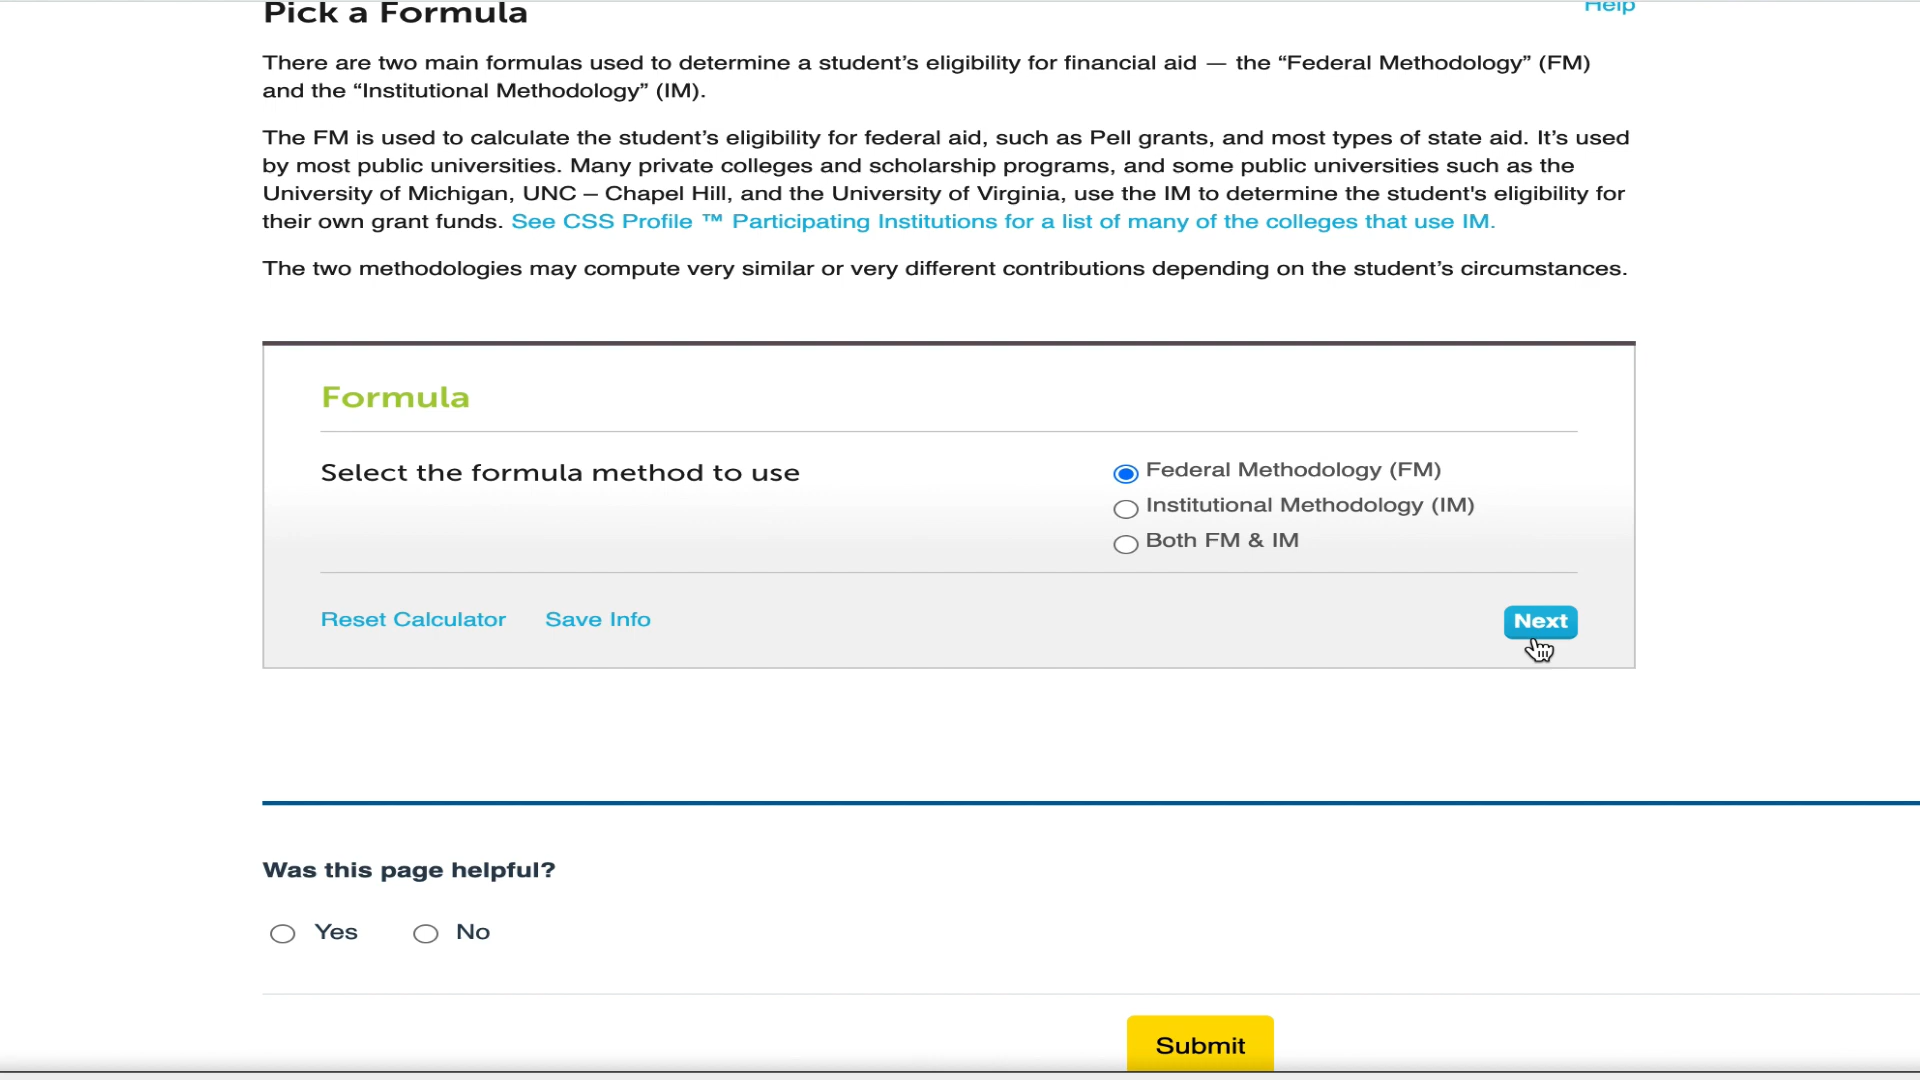 Pick a Formula
Help
There are two main formulas used to determine a student’s eligibility for financial aid — the “Federal Methodology” (FM)
and the “Institutional Methodology” (IM).
The FM is used to calculate the student’s eligibility for federal aid, such as Pell grants, and most types of state aid. It’s used
by most public universities. Many private colleges and scholarship programs, and some public universities such as the
University of Michigan, UNC – Chapel Hill, and the University of Virginia, use the IM to determine the student's eligibility for
their own grant funds. See CSS Profile ™ Participating Institutions for a list of many of the colleges that use IM.
The two methodologies may compute very similar or very different contributions depending on the student’s circumstances.
Formula
Select the formula method to use
Federal Methodology (FM)
Institutional Methodology (IM)
Both FM & IM
Reset Calculator
Save Info
Next
Was this page helpful?
Yes
No
Submit